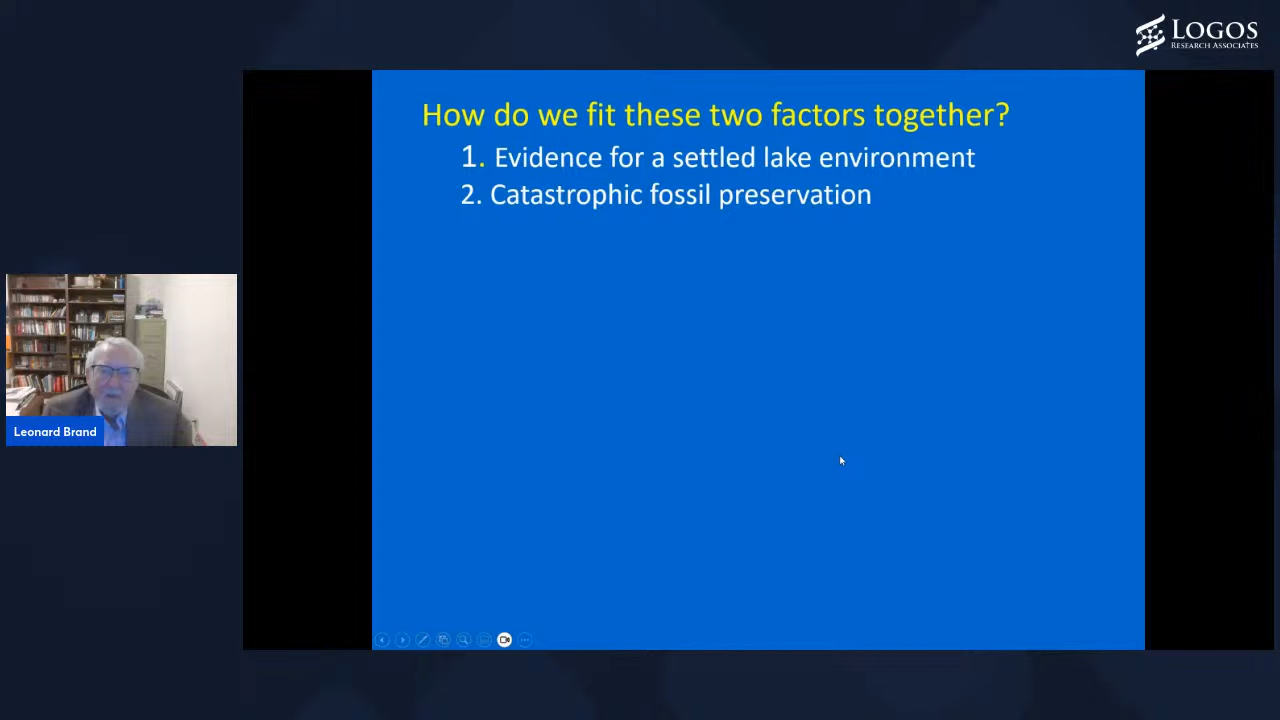 LOGOS
RESEARCH ASSOCIATES
How do we fit these two factors together?
1. Evidence for a settled lake environment
2. Catastrophic fossil preservation
Leonard Brand